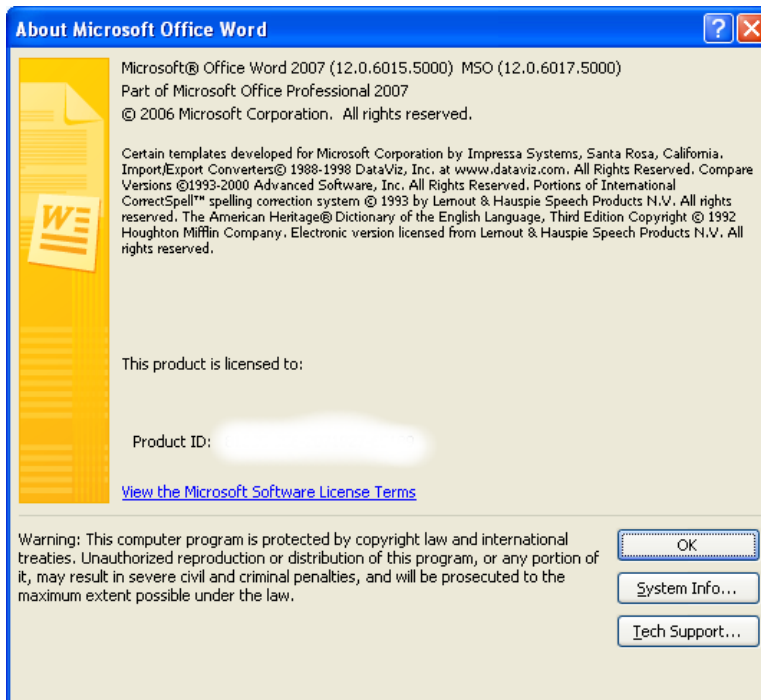 About Microsoft Office Word
Microsoft® Office Word 2007 (12.0.6015.5000)  MSO (12.0.6017.5000)
Part of Microsoft Office Professional 2007
© 2006 Microsoft Corporation.  All rights reserved.
Certain templates developed for Microsoft Corporation by Impressa Systems, Santa Rosa, California.
Import/Export Converters© 1988-1998 DataViz, Inc. at www.dataviz.com. All Rights Reserved. Compare
Versions ©1993-2000 Advanced Software, Inc. All Rights Reserved. Portions of International
CorrectSpell™ spelling correction system © 1993 by Lernout & Hauspie Speech Products N.V. All rights
reserved. The American Heritage® Dictionary of the English Language, Third Edition Copyright © 1992
Houghton Mifflin Company. Electronic version licensed from Lernout & Hauspie Speech Products N.V. All
rights reserved.
This product is licensed to:
Product ID:
View the Microsoft Software License Terms
Warning: This computer program is protected by copyright law and international
treaties. Unauthorized reproduction or distribution of this program, or any portion of
it, may result in severe civil and criminal penalties, and will be prosecuted to the
maximum extent possible under the law.
OK
System Info...
Tech Support...